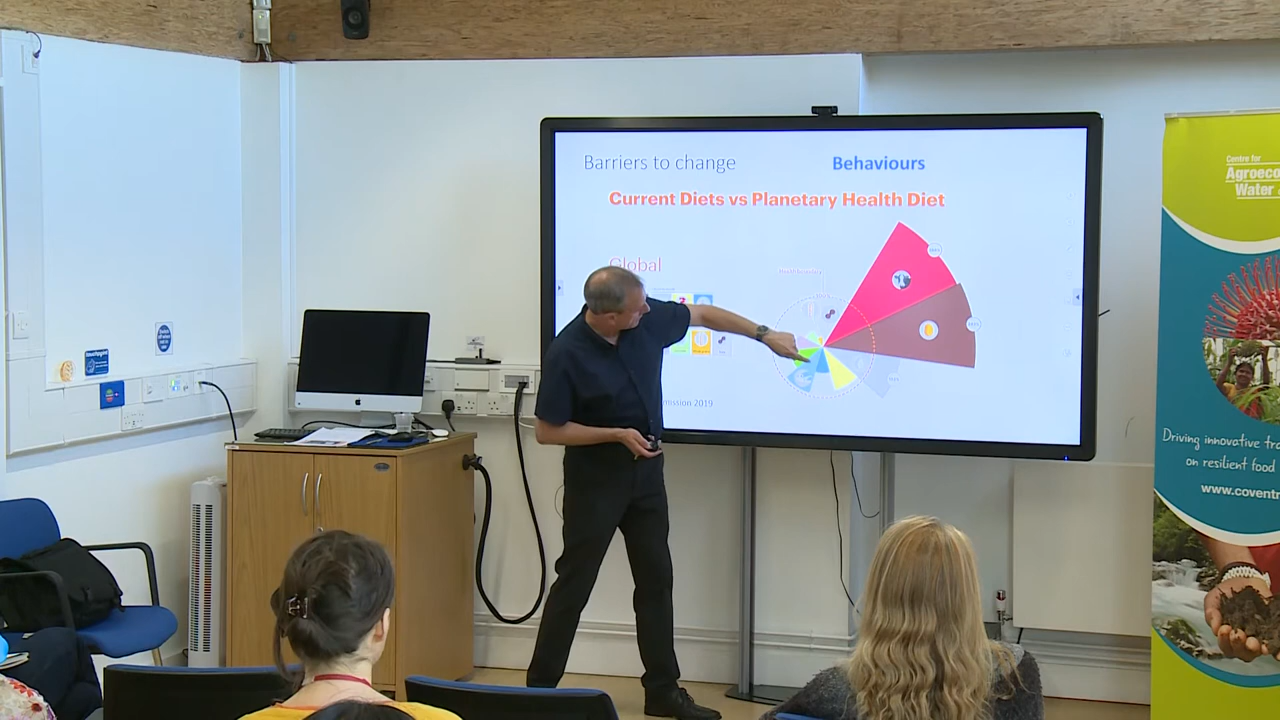 Barriers to change
Behaviours
Current Diets vs Planetary Health Diet
Global
mission 2019
Centre for
Agroeco
Water
Driving innovative tra
on resilient food
www.coventr